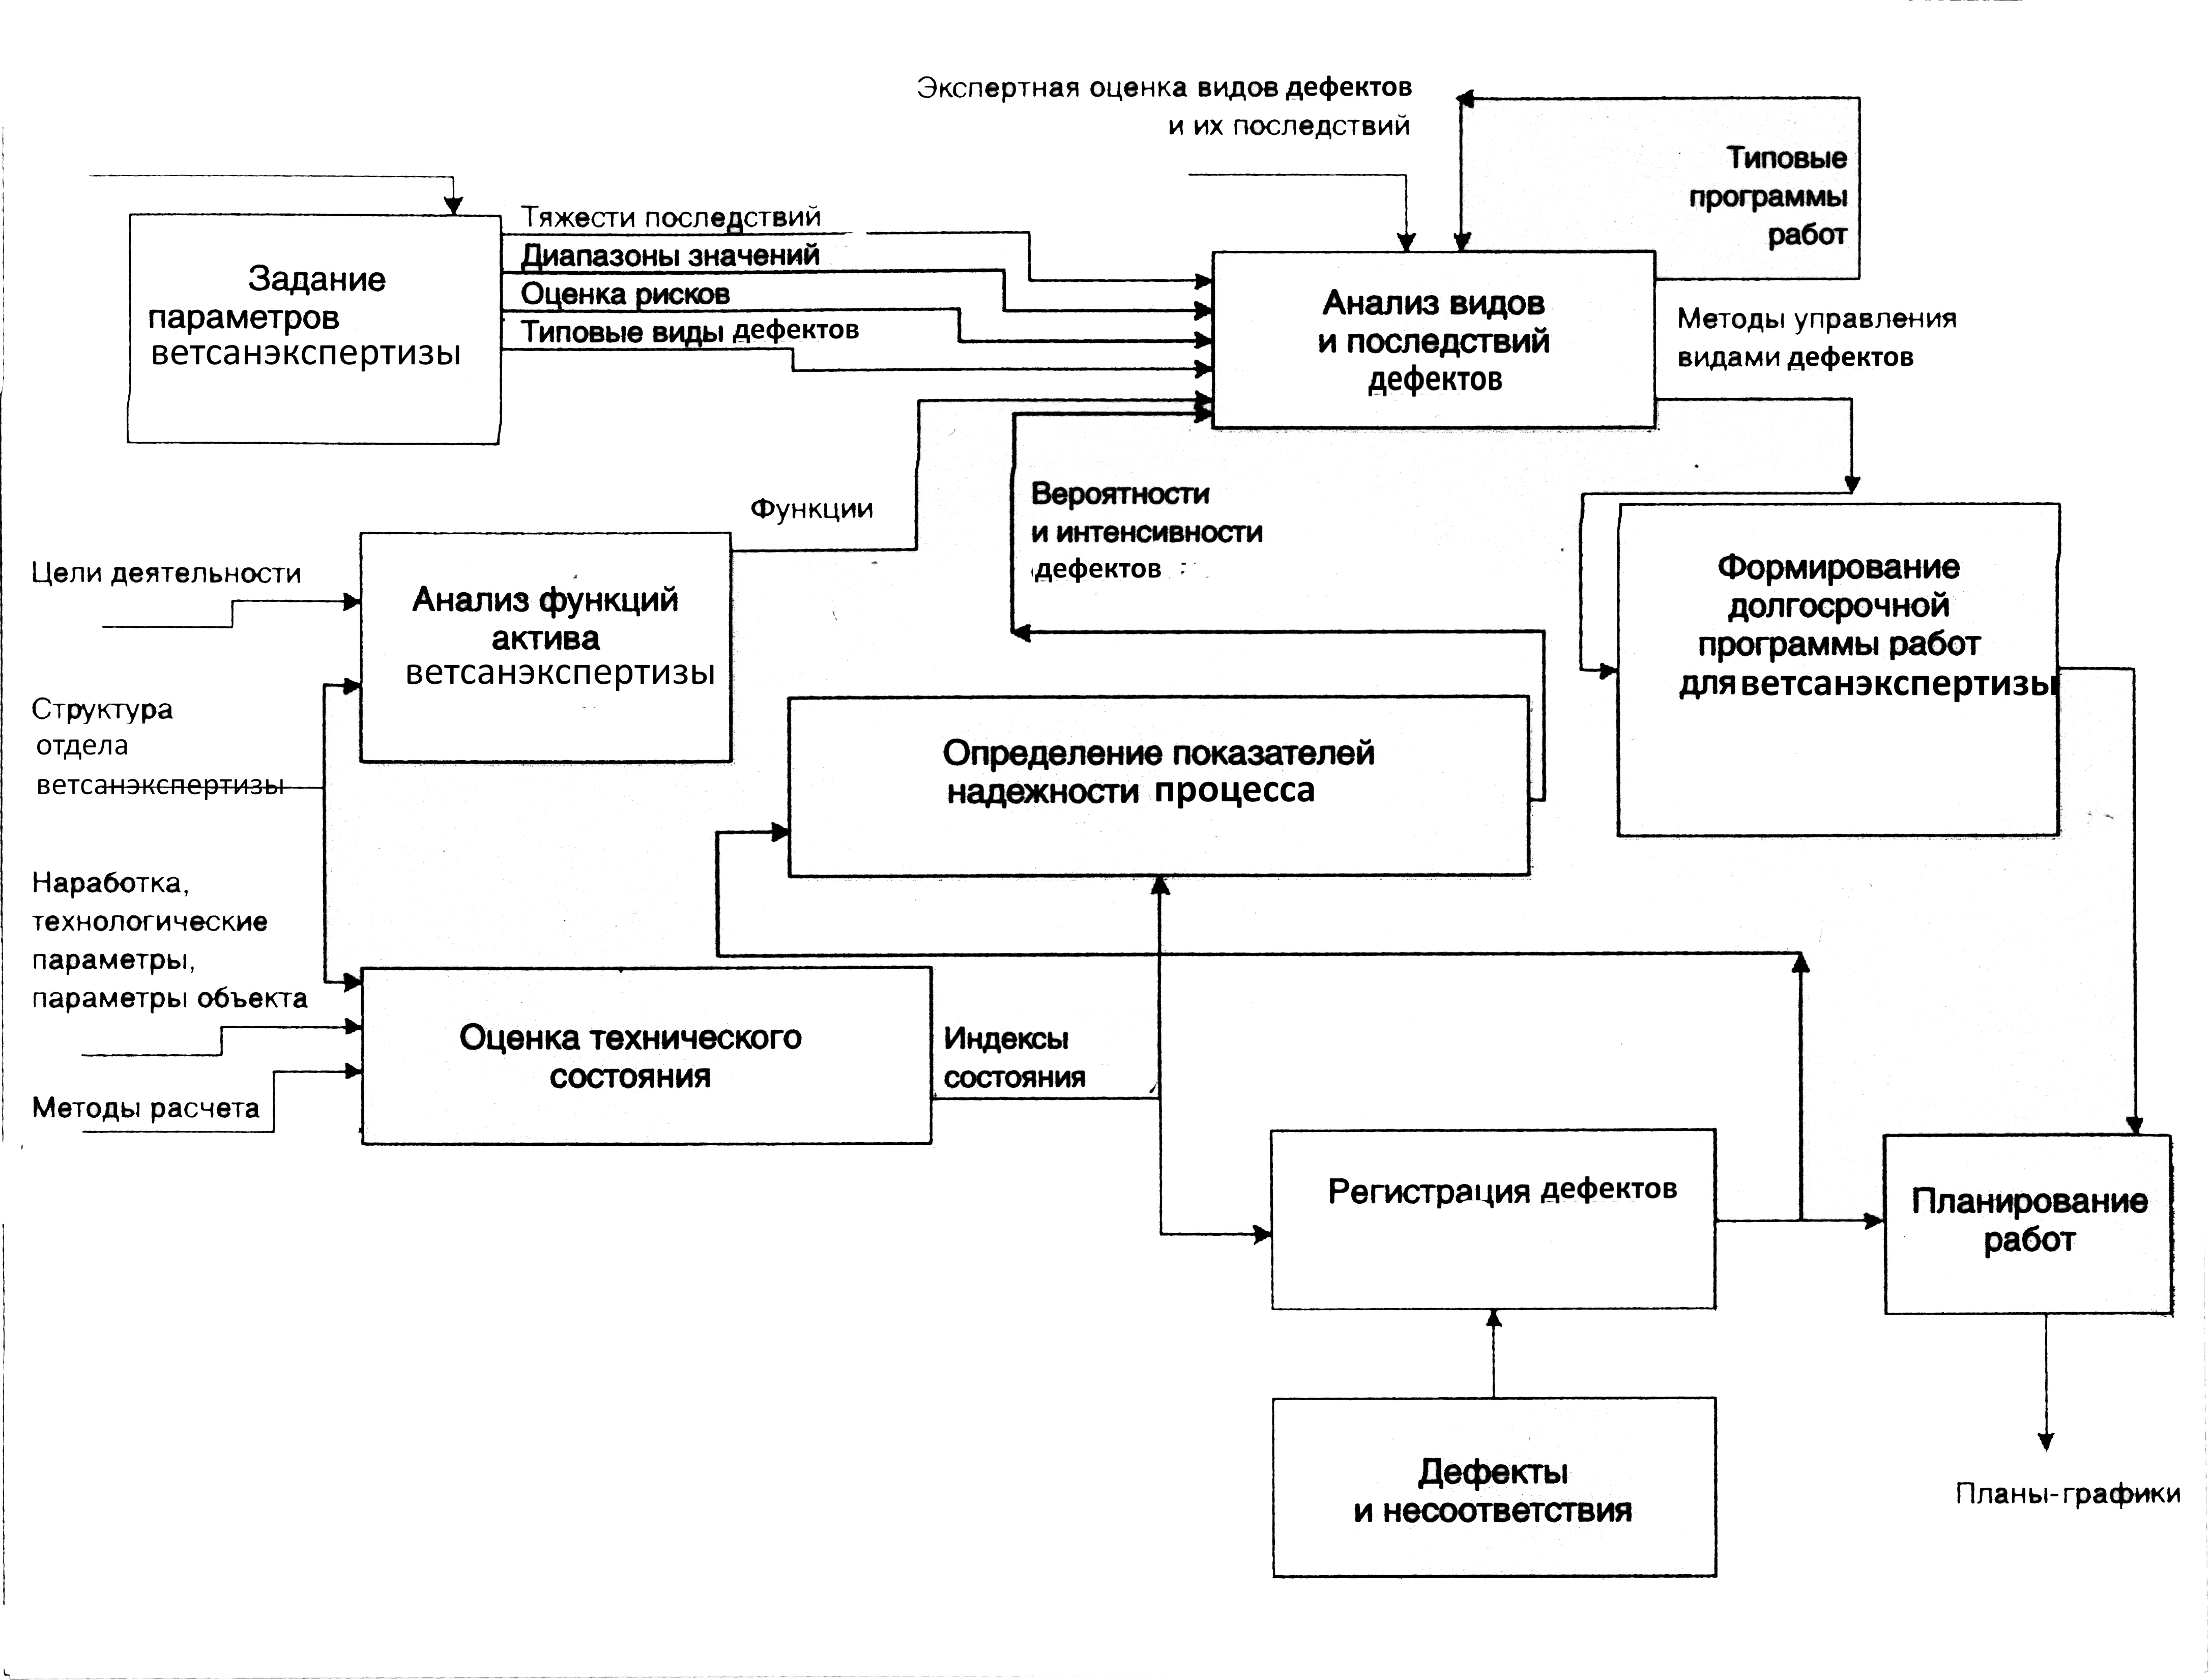 Экспертная оценка видов дефектов
и их последствий
Типовые
программы
работ
Задание
параметров
ветсанэкспертизы
Тяжести последствий
Диапазоны значений
Оценка рисков
Типовые виды дефектов
Анализ видов
и последствий
дефектов
Методы управления
видами дефектов
Функции
Вероятности
и интенсивности
дефектов
Цели деятельности
Анализ функций
актива
ветсанэкспертизы
Формирование
долгосрочной
программы работ
для ветсанэкспертизы
Структура
отдела
ветсанэкспертизы
Определение показателей
надежности процесса
Наработка,
технологические
параметры,
параметры объекта
Методы расчета
Оценка технического
состояния
Индексы
состояния
Регистрация дефектов
Планирование
работ
Дефекты
и несоответствия
Планы-графики